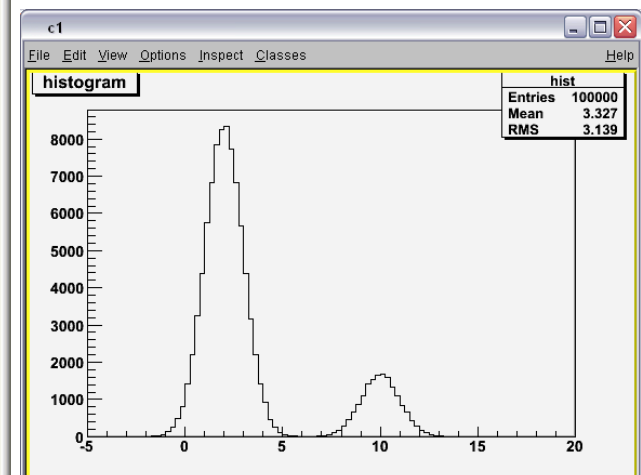 c1
File Edit View Options Inspect Classes Help
histogram
hist
Entries 100000
Mean 3.327
RMS 3.139
8000
7000
6000
5000
4000
3000
2000
1000
0
-5 0 5 10 15 20